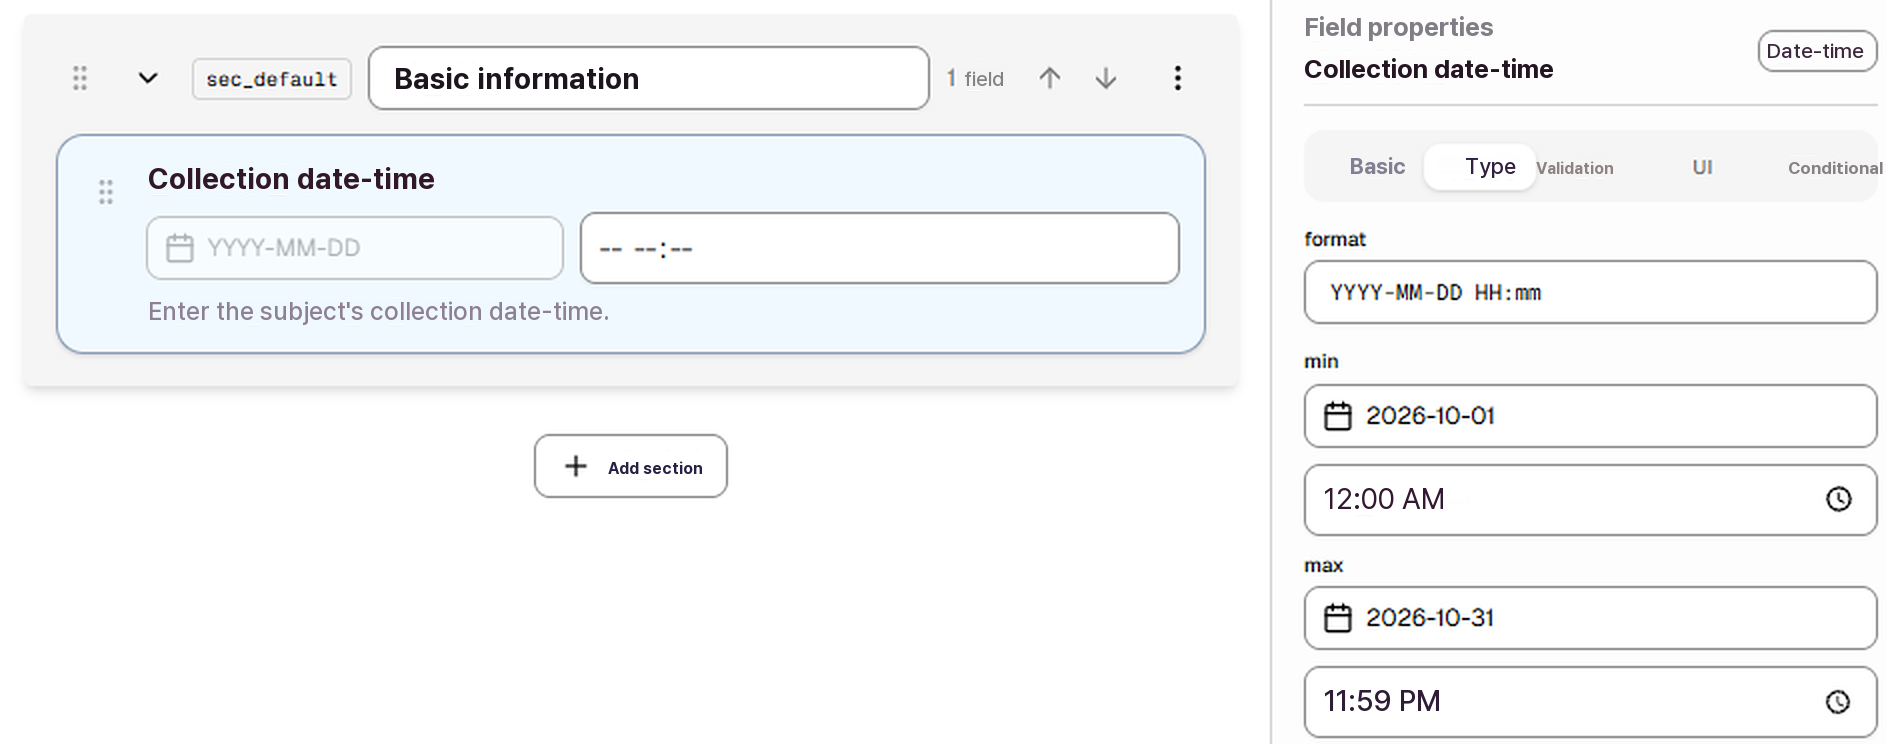 sec_default
Basic information
1 field
Collection date-time
YYYY-MM-DD
-- --:--
Enter the subject's collection date-time.
Add section
Field properties
Collection date-time
Date-time
Basic
Type
Validation
UI
Conditional
format
YYYY-MM-DD HH:mm
min
2026-10-01
12:00 AM
max
2026-10-31
11:59 PM